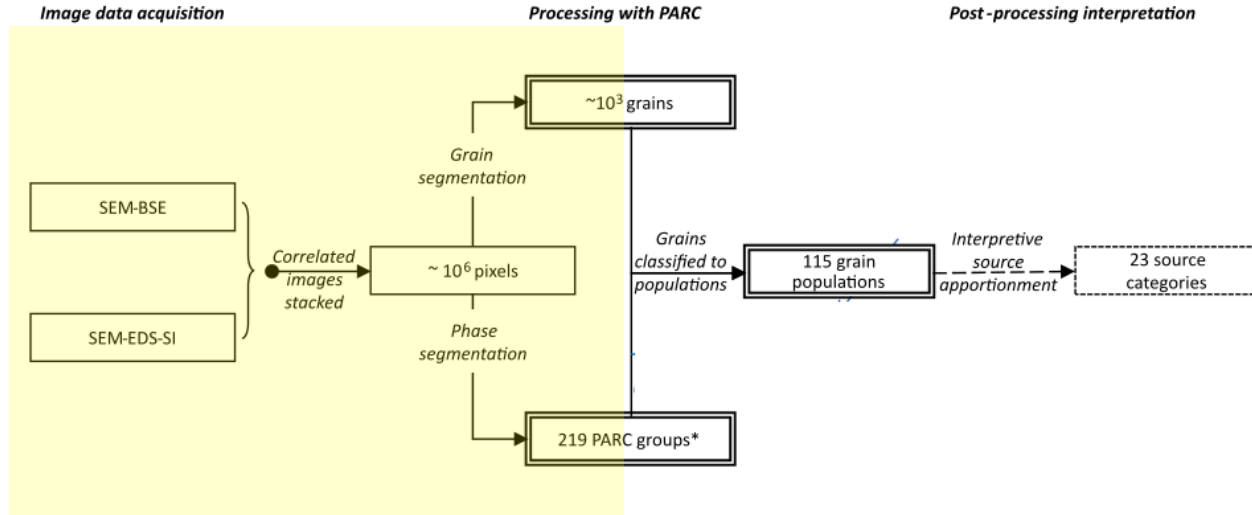 Image data acquisition
Processing with PARC
Post-processing interpretation
~10³ grains
Grain
segmentation
SEM-BSE
Correlated
images
stacked
~ 10⁶ pixels
Grains
classified to
populations
115 grain
populations
Interpretive
source
apportionment
23 source
categories
SEM-EDS-SI
Phase
segmentation
219 PARC groups*